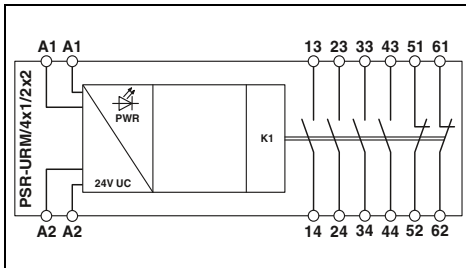 A1 A1 13 23 33 43 51 61
PSR-URM/4x1/2x2
PWR
K1
24V UC
A2 A2 14 24 34 44 52 62